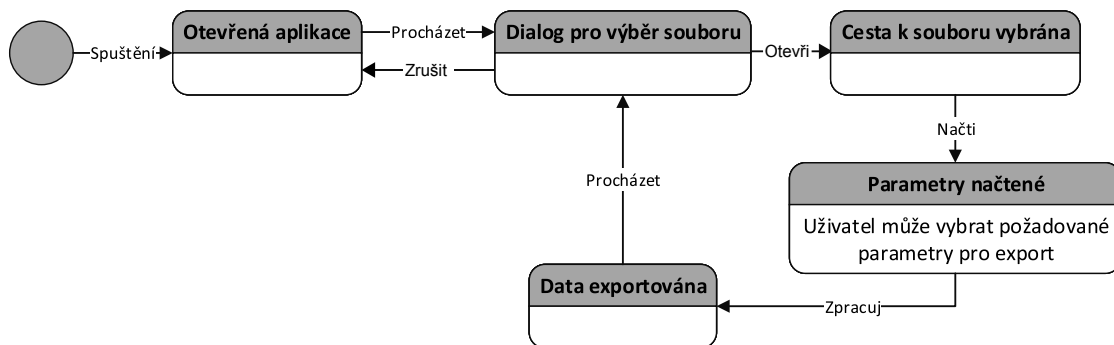 Spuštění
Otevřená aplikace
Procházet
Zrušit
Dialog pro výběr souboru
Otevři
Cesta k souboru vybrána
Načti
Parametry načtené
Uživatel může vybrat požadované
parametry pro export
Zpracuj
Data exportována
Procházet